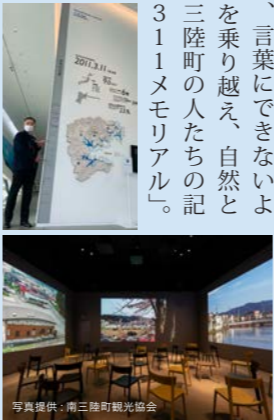 、言葉にできないよ
を乗り越え、自然と
三陸町の人たちの記
311メモリアル」。
2011.3.11
写真提供：南三陸町観光協会